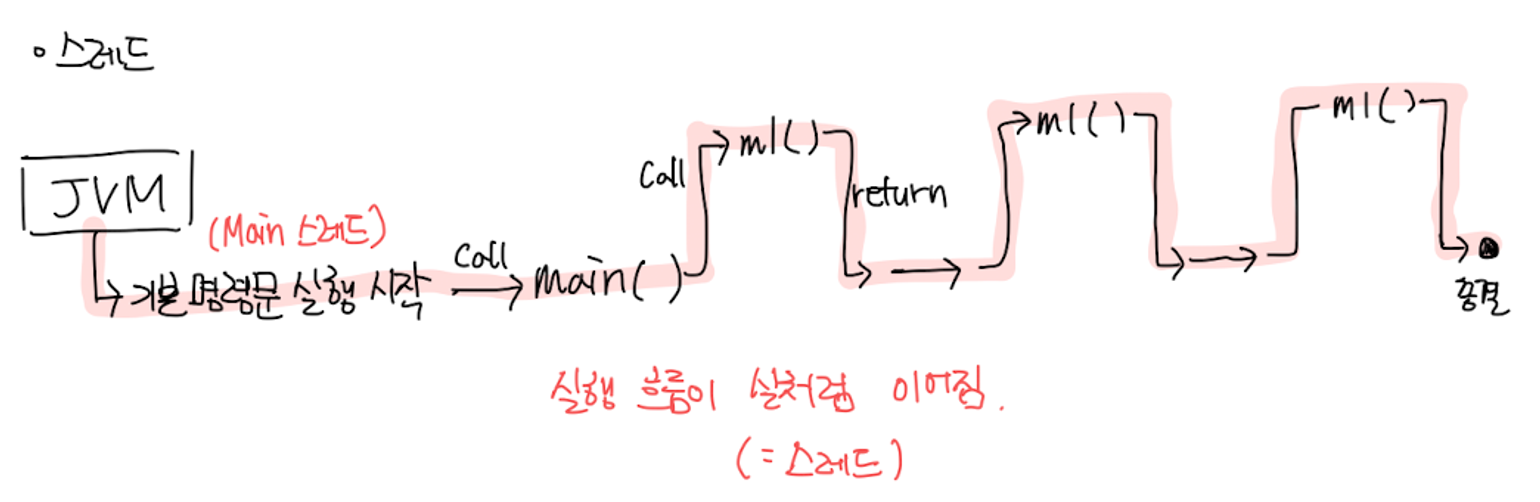 • 스레드
JVM
(Main 스레드)
기본 명령문 실행 시작
call
main()
call
m1()
return
m1()
m1()
종결
실행 흐름이 실처럼 이어짐.
(=스레드)